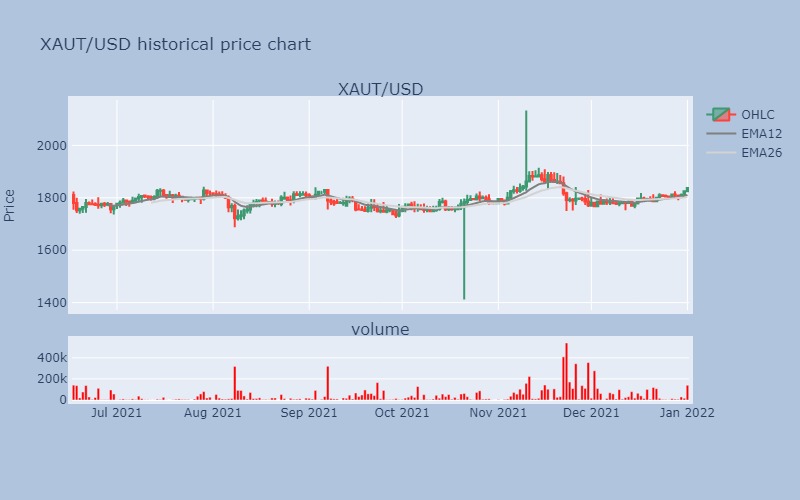 XAUT/USD historical price chart
XAUT/USD
OHLC
EMA12
EMA26
Price
2000
1800
1600
1400
volume
400k
200k
0
Jul 2021 Aug 2021 Sep 2021 Oct 2021 Nov 2021 Dec 2021 Jan 2022